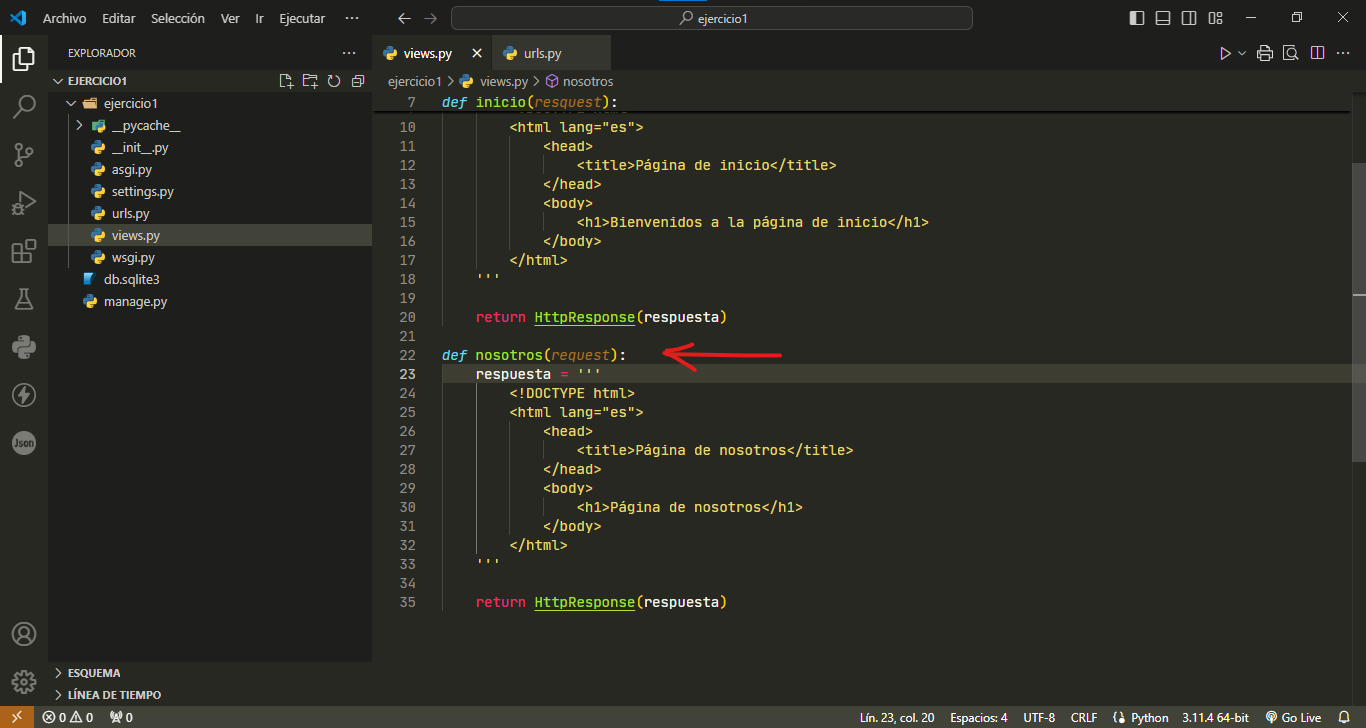 Archivo Editar Selección Ver Ir Ejecutar ··· ejercicio1
EXPLORADOR ···
EJERCICIO1
ejercicio1
__pycache__
__init__.py
asgi.py
settings.py
urls.py
views.py
wsgi.py
db.sqlite3
manage.py
ESQUEMA
LÍNEA DE TIEMPO
Json
views.py urls.py
ejercicio1 > views.py > nosotros
7 def inicio(resquest):
10 <html lang="es">
11 <head>
12 <title>Página de inicio</title>
13 </head>
14 <body>
15 <h1>Bienvenidos a la página de inicio</h1>
16 </body>
17 </html>
18 '''
19
20 return HttpResponse(respuesta)
21
22 def nosotros(request):
23 respuesta = '''
24 <!DOCTYPE html>
25 <html lang="es">
26 <head>
27 <title>Página de nosotros</title>
28 </head>
29 <body>
30 <h1>Página de nosotros</h1>
31 </body>
32 </html>
33 '''
34
35 return HttpResponse(respuesta)
0 0 0 Lín. 23, col. 20 Espacios: 4 UTF-8 CRLF Python 3.11.4 64-bit Go Live